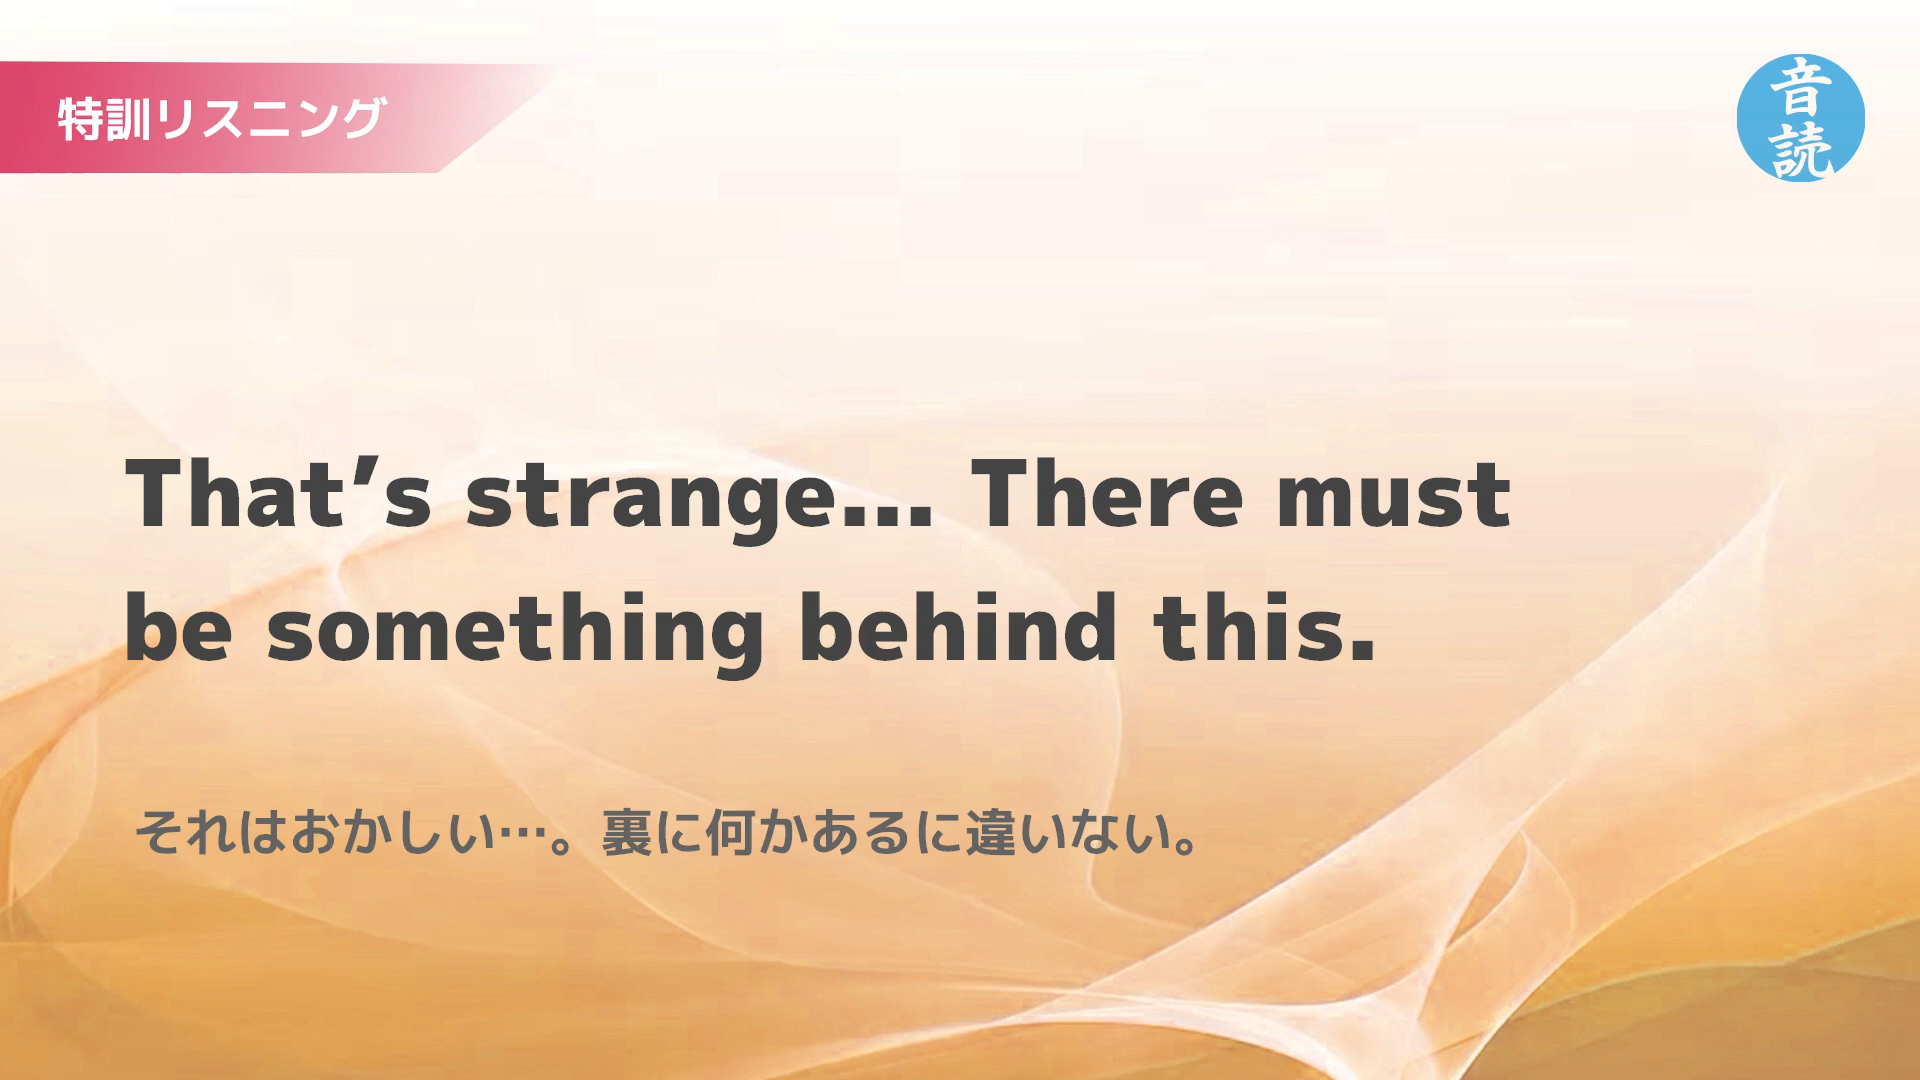 特訓リスニング
音
読
That’s strange... There must
be something behind this.
それはおかしい…。裏に何かあるに違いない。